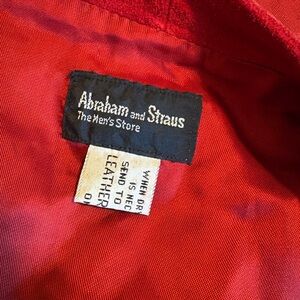 Abraham and Straus
The Men's Store
WHEN DR
IS NEC
SEND TO
LEATHER